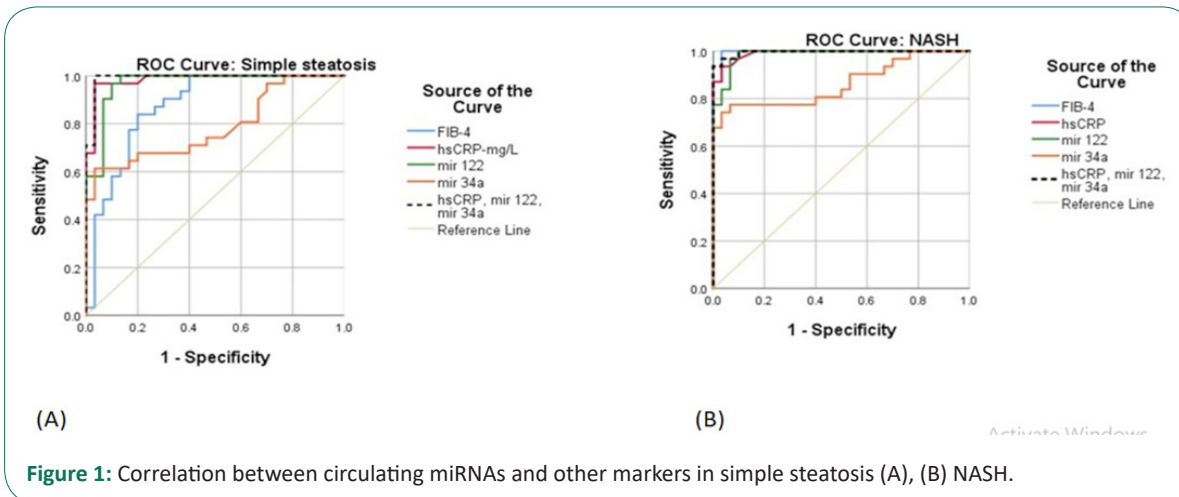 ROC Curve: Simple steatosis
1.0
0.8
0.6
0.4
0.2
0.0
Sensitivity
0.0 0.2 0.4 0.6 0.8 1.0
1 - Specificity
Source of the
Curve
FIB-4
hsCRP-mg/L
mir 122
mir 34a
hsCRP, mir 122,
mir 34a
Reference Line
(A)
ROC Curve: NASH
1.0
0.8
0.6
0.4
0.2
0.0
Sensitivity
0.0 0.2 0.4 0.6 0.8 1.0
1 - Specificity
Source of the
Curve
FIB-4
hsCRP
mir 122
mir 34a
hsCRP, mir 122,
mir 34a
Reference Line
(B)
Activate Windows
Figure 1: Correlation between circulating miRNAs and other markers in simple steatosis (A), (B) NASH.